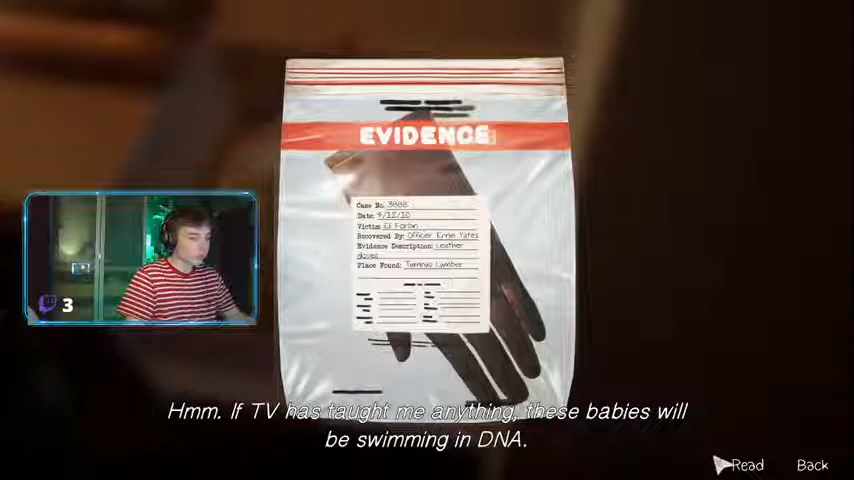 EVIDENCE
Case No. 3888
Date: 4/12/10
Victim: Eli Forbin
Recovered By: Officer Ernie Yates
Evidence Description: Leather
gloves
Place Found: Tumnus Lumber
3
Hmm. If TV has taught me anything, these babies will
be swimming in DNA.
Read
Back